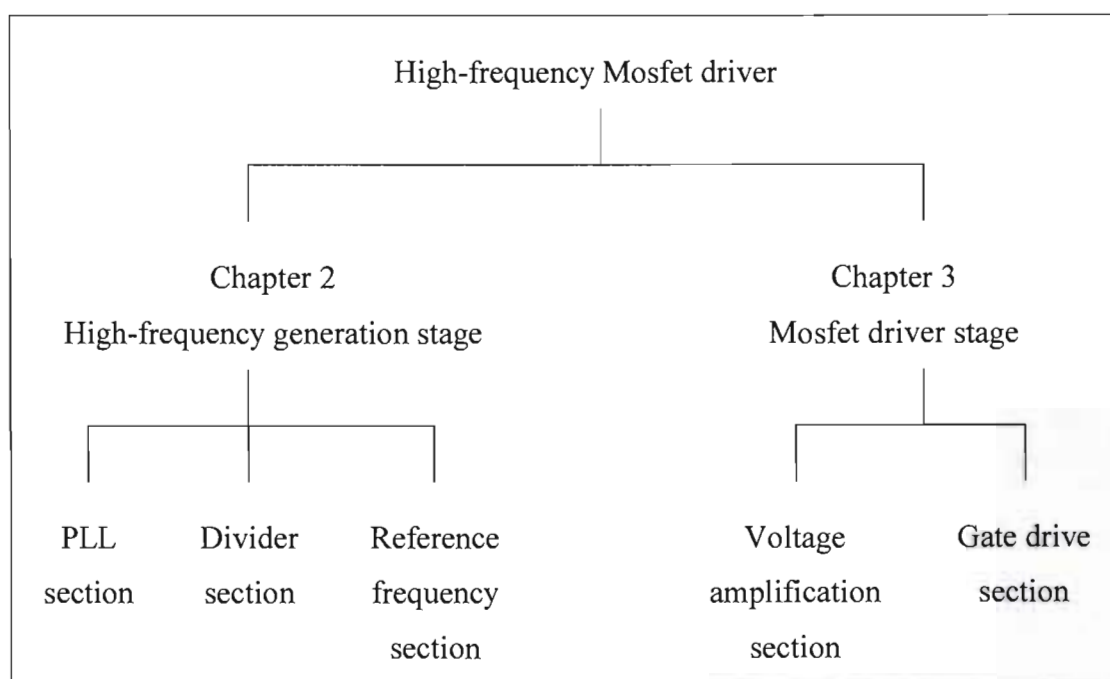 High-frequency Mosfet driver
Chapter 2
High-frequency generation stage
Chapter 3
Mosfet driver stage
PLL
section
Divider
section
Reference
frequency
section
Voltage
amplification
section
Gate drive
section